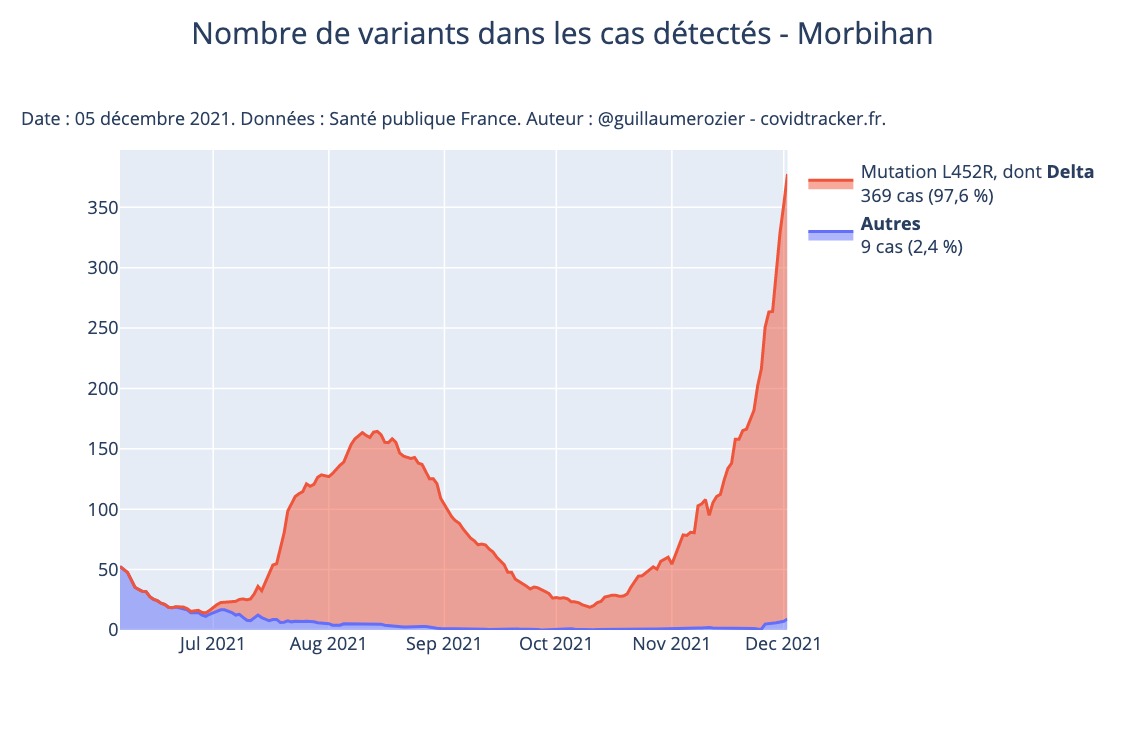 Nombre de variants dans les cas détectés - Morbihan
Date : 05 décembre 2021. Données : Santé publique France. Auteur : @guillaumerozier - covidtracker.fr.
Mutation L452R, dont Delta
369 cas (97,6 %)
Autres
9 cas (2,4 %)
350
300
250
200
150
100
50
0
Jul 2021 Aug 2021 Sep 2021 Oct 2021 Nov 2021 Dec 2021